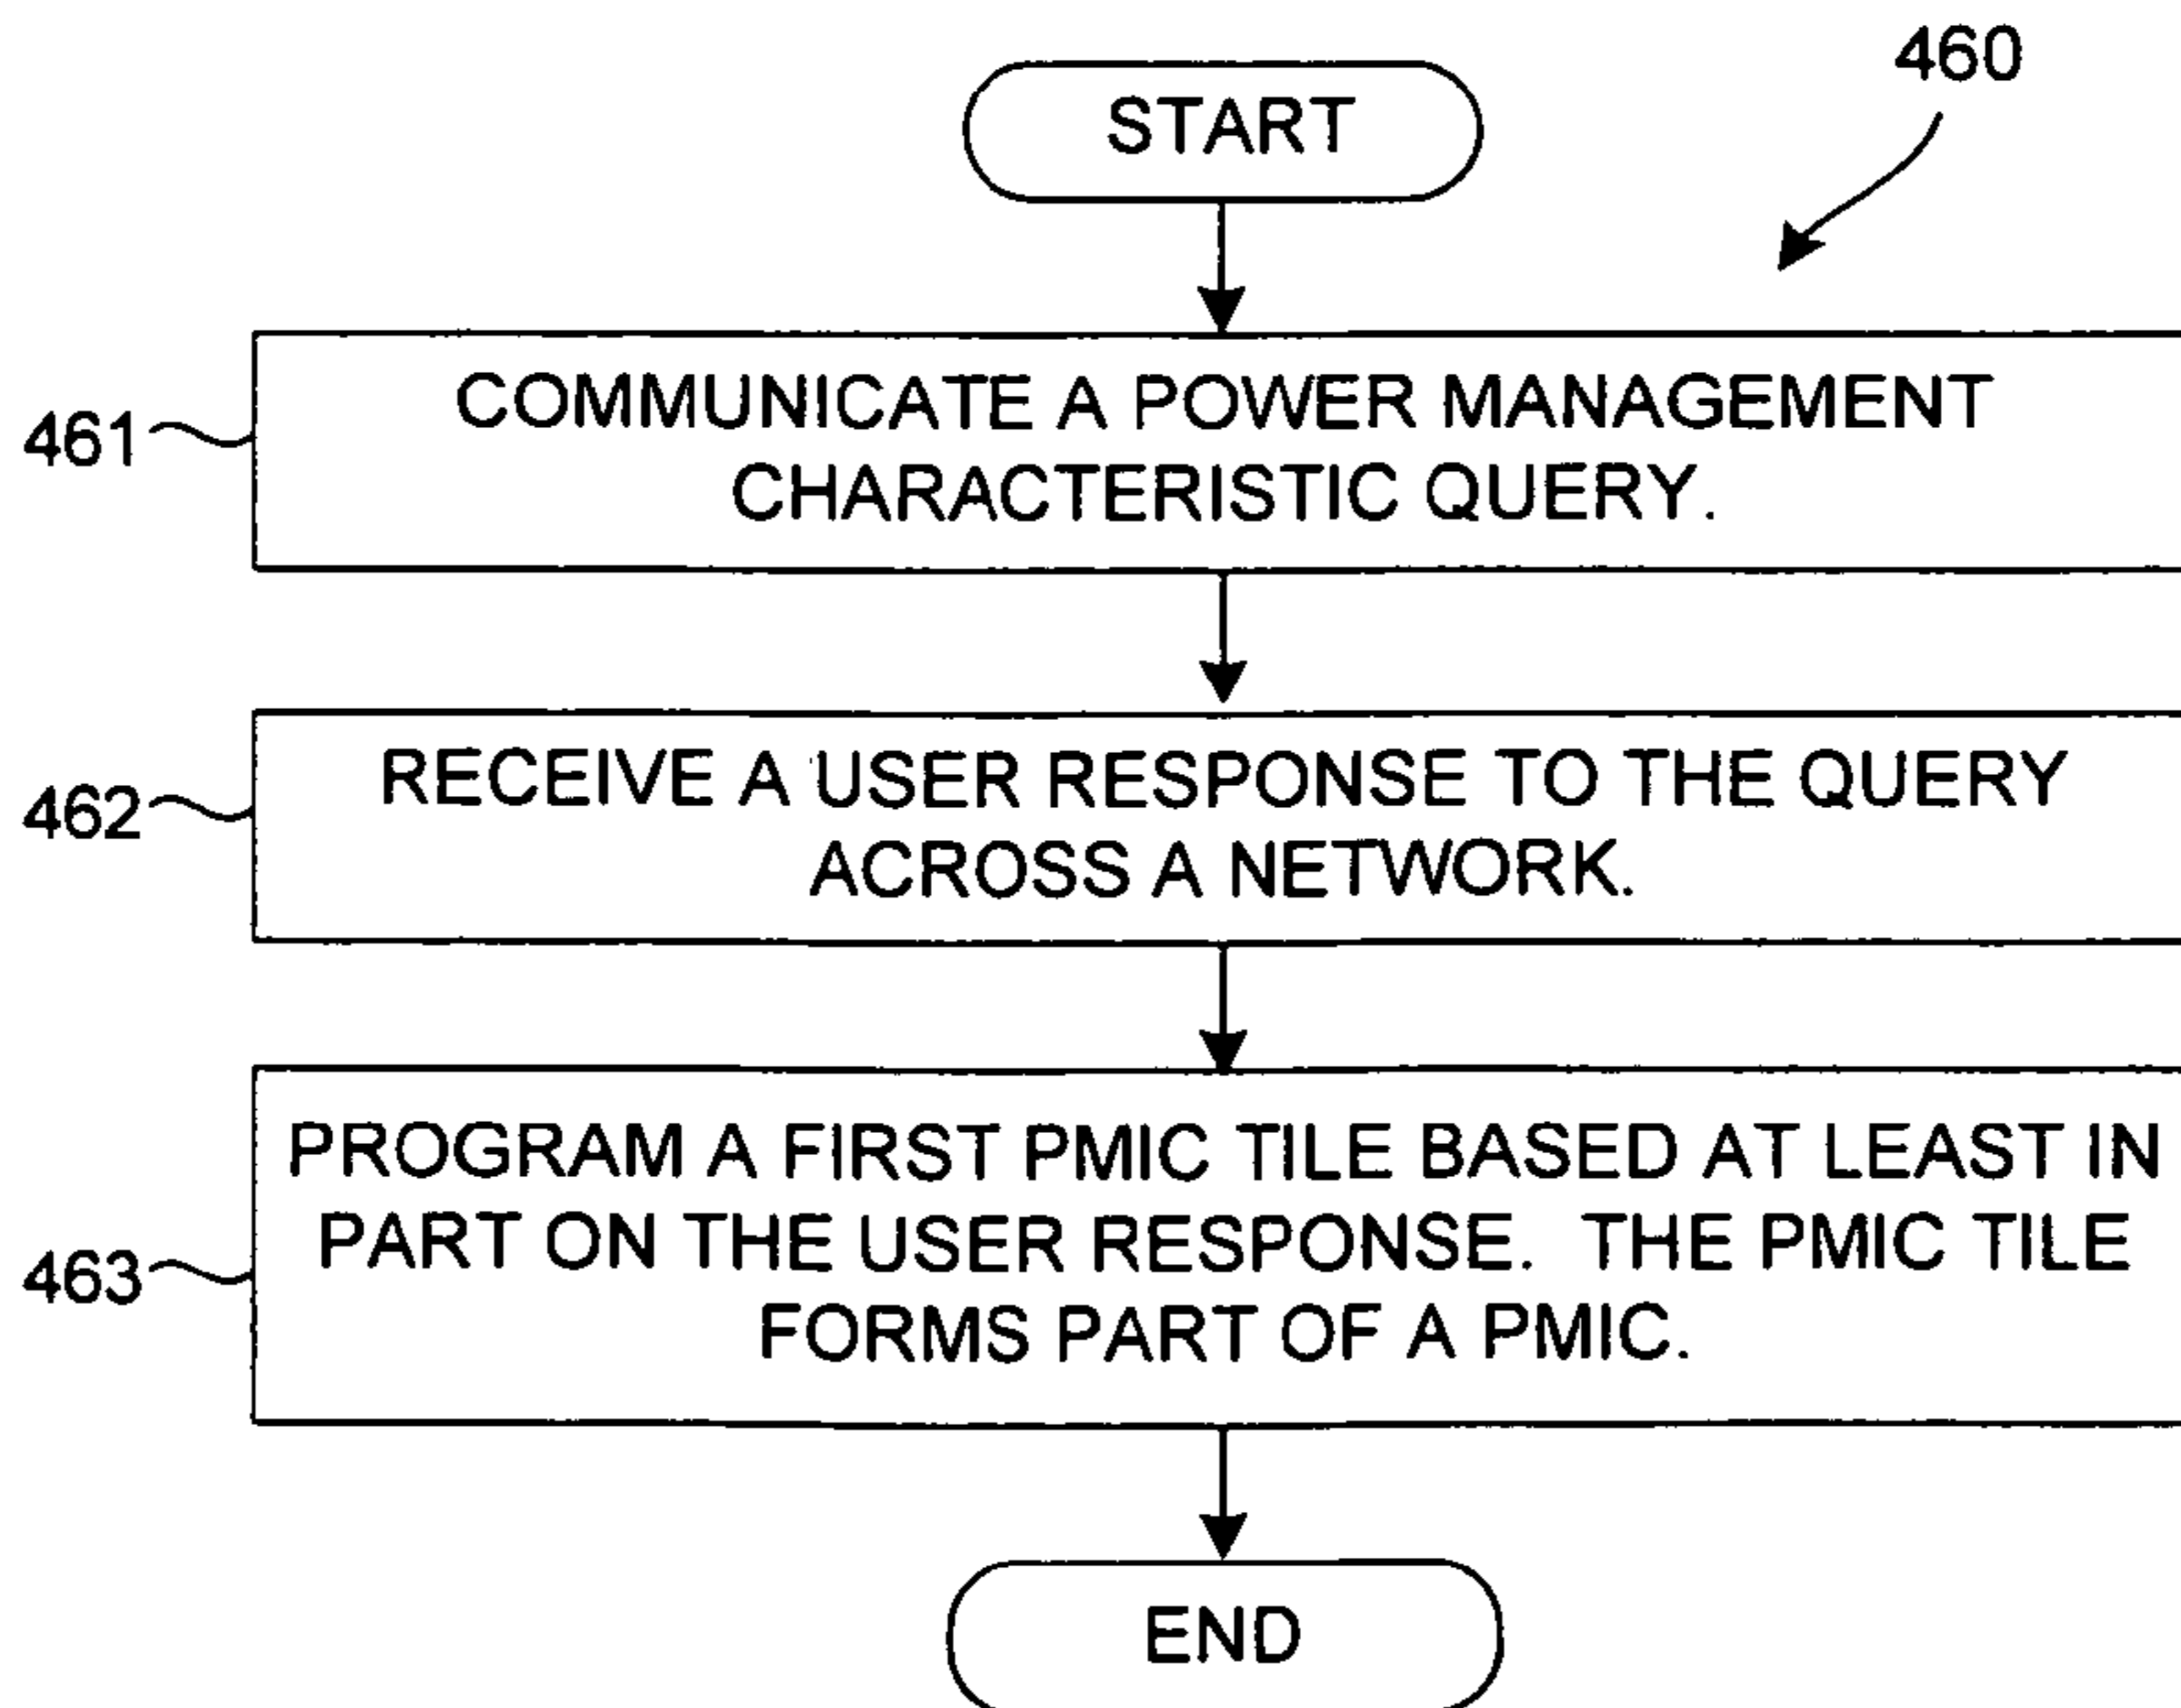 460
START
461
COMMUNICATE A POWER MANAGEMENT
CHARACTERISTIC QUERY.
462
RECEIVE A USER RESPONSE TO THE QUERY
ACROSS A NETWORK.
463
PROGRAM A FIRST PMIC TILE BASED AT LEAST IN
PART ON THE USER RESPONSE. THE PMIC TILE
FORMS PART OF A PMIC.
END